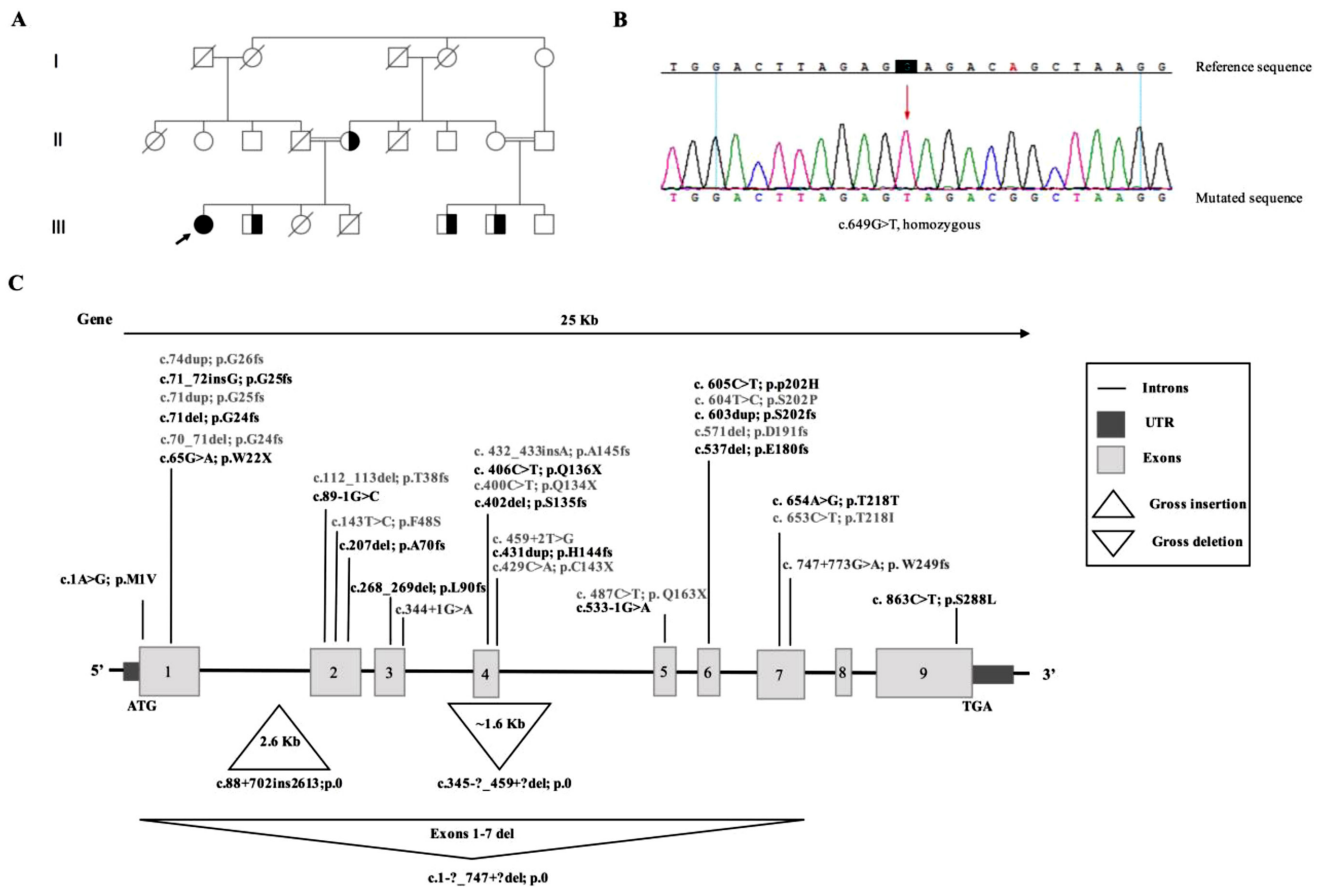 A
I
II
III
B
T G G A C T T A G A G G A G A C A G C T A A G G
Reference sequence
T G G A C T T A G A G T A G A C G G C T A A G G
Mutated sequence
c.649G>T, homozygous
C
Gene
25 Kb
c.74dup; p.G26fs
c.71_72insG; p.G25fs
c.71dup; p.G25fs
c.71del; p.G24fs
c.70_71del; p.G24fs
c.65G>A; p.W22X
c.112_113del; p.T38fs
c.89-1G>C
c.143T>C; p.F48S
c.207del; p.A70fs
c.1A>G; p.M1V
c.268_269del; p.L90fs
c.344+1G>A
c. 432_433insA; p.A145fs
c. 406C>T; p.Q136X
c.400C>T; p.Q134X
c.402del; p.S135fs
c. 459+2T>G
c.431dup; p.H144fs
c.429C>A; p.C143X
c. 487C>T; p. Q163X
c.533-1G>A
c. 605C>T; p.p202H
c. 604T>C; p.S202P
c. 603dup; p.S202fs
c.571del; p.D191fs
c.537del; p.E180fs
c. 654A>G; p.T218T
c. 653C>T; p.T218I
c. 747+773G>A; p. W249fs
c. 863C>T; p.S288L
Introns
UTR
Exons
Gross insertion
Gross deletion
5’ 1 2 3 4 5 6 7 8 9 3’
ATG
TGA
2.6 Kb
c.88+702ins2613;p.0
~1.6 Kb
c.345-?_459+?del; p.0
Exons 1-7 del
c.1-?_747+?del; p.0